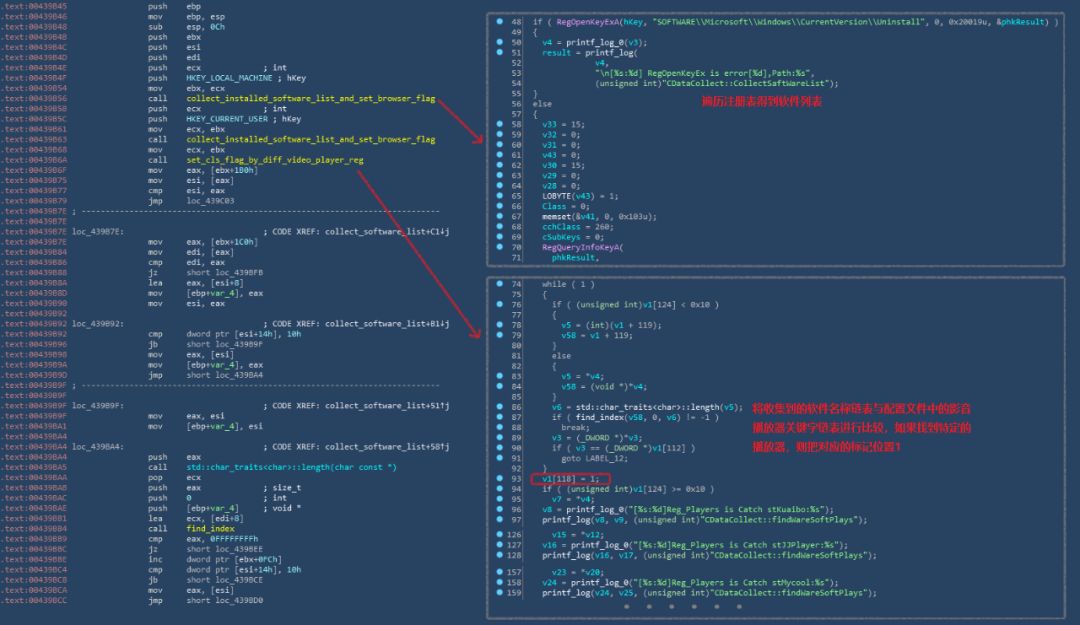 .text:00439B45 push ebp
.text:00439B46 mov ebp, esp
.text:00439B48 sub esp, 0Ch
.text:00439B4B push ebx
.text:00439B4C push esi
.text:00439B4D push edi
.text:00439B4E push ecx ; int
.text:00439B4F push HKEY_LOCAL_MACHINE ; hKey
.text:00439B54 mov ebx, ecx
.text:00439B56 call collect_installed_software_list_and_set_browser_flag
.text:00439B5B push ecx ; int
.text:00439B5C push HKEY_CURRENT_USER ; hKey
.text:00439B61 mov ecx, ebx
.text:00439B63 call collect_installed_software_list_and_set_browser_flag
.text:00439B68 mov ecx, ebx
.text:00439B6A call set_cls_flag_by_diff_video_player_reg
.text:00439B6F mov eax, [ebx+1B0h]
.text:00439B75 mov esi, [eax]
.text:00439B77 cmp esi, eax
.text:00439B79 jmp loc_439C03
.text:00439B7E ; ---------------------------------------------------------------------------
.text:00439B7E
.text:00439B7E loc_439B7E: ; CODE XREF: collect_software_list+C1↓j
.text:00439B7E mov eax, [ebx+1C0h]
.text:00439B84 mov edi, [eax]
.text:00439B86 cmp edi, eax
.text:00439B88 jz short loc_439BFB
.text:00439B8A lea eax, [esi+8]
.text:00439B8D mov [ebp+var_4], eax
.text:00439B90 mov esi, eax
.text:00439B92
.text:00439B92 loc_439B92: ; CODE XREF: collect_software_list+B1↓j
.text:00439B92 cmp dword ptr [esi+14h], 10h
.text:00439B96 jb short loc_439B9F
.text:00439B98 mov eax, [esi]
.text:00439B9A mov [ebp+var_4], eax
.text:00439B9D jmp short loc_439BA4
.text:00439B9F ; ---------------------------------------------------------------------------
.text:00439B9F
.text:00439B9F loc_439B9F: ; CODE XREF: collect_software_list+51↑j
.text:00439B9F mov eax, esi
.text:00439BA1 mov [ebp+var_4], esi
.text:00439BA4
.text:00439BA4 loc_439BA4: ; CODE XREF: collect_software_list+58↑j
.text:00439BA4 push eax
.text:00439BA5 call std::char_traits<char>::length(char const *)
.text:00439BAA pop ecx
.text:00439BAB push eax ; size_t
.text:00439BAC push 0 ; int
.text:00439BAE push [ebp+var_4] ; void *
.text:00439BB1 lea ecx, [edi+8]
.text:00439BB4 call find_index
.text:00439BB9 cmp eax, 0FFFFFFFFh
.text:00439BBC jz short loc_439BEE
.text:00439BBE inc dword ptr [ebx+0FCh]
.text:00439BC4 cmp dword ptr [esi+14h], 10h
.text:00439BC8 jb short loc_439BCE
.text:00439BCA mov eax, [esi]
.text:00439BCC jmp short loc_439BD0
48 if ( RegOpenKeyExA(hKey, "SOFTWARE\\Microsoft\\Windows\\CurrentVersion\\Uninstall", 0, 0x20019u, &phkResult) )
49 {
50 v4 = printf_log_0(v3);
51 result = printf_log(
52 v4,
53 "\n[%s:%d] RegOpenKeyEx is error[%d],Path:%s",
54 (unsigned int)"CDataCollect::CollectSaftWareList");
55 }
56 else
57 {
58 v33 = 15;
59 v32 = 0;
60 v31 = 0;
61 v43 = 0;
62 v30 = 15;
63 v29 = 0;
64 v28 = 0;
65 LOBYTE(v43) = 1;
66 Class = 0;
67 memset(&v41, 0, 0x103u);
68 cchClass = 260;
69 cSubKeys = 0;
70 RegQueryInfoKeyA(
71 phkResult,
遍历注册表得到软件列表
74 while ( 1 )
75 {
76 if ( (unsigned int)v1[124] < 0x10 )
77 {
78 v5 = (int)(v1 + 119);
79 v58 = v1 + 119;
80 }
81 else
82 {
83 v5 = *v4;
84 v58 = (void *)*v4;
85 }
86 v6 = std::char_traits<char>::length(v5);
87 if ( find_index(v58, 0, v6) != -1 )
88 break;
89 v3 = (_DWORD *)*v3;
90 if ( v3 == (_DWORD *)v1[112] )
91 goto LABEL_12;
92 }
93 v1[118] = 1;
94 if ( (unsigned int)v1[124] >= 0x10 )
95 v7 = *v4;
96 v8 = printf_log_0("[%s:%d]Reg_Players is Catch stKuaibo:%s");
97 printf_log(v8, v9, (unsigned int)"CDataCollect::findWareSoftPlays");
126 v15 = *v12;
127 v16 = printf_log_0("[%s:%d]Reg_Players is Catch stJJPlayer:%s");
128 printf_log(v16, v17, (unsigned int)"CDataCollect::findWareSoftPlays");
157 v23 = *v20;
158 v24 = printf_log_0("[%s:%d]Reg_Players is Catch stMycool:%s");
159 printf_log(v24, v25, (unsigned int)"CDataCollect::findWareSoftPlays");
将收集到的软件名称链表与配置文件中的影音
播放器关键字链表进行比较，如果找到特定的
播放器，则把对应的标记位置1